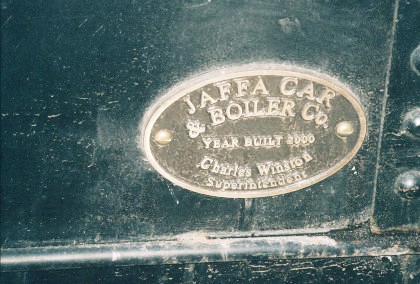 JAFFA CAR
& BOILER CO.
YEAR BUILT 2000
Charles Winston
Superintendent